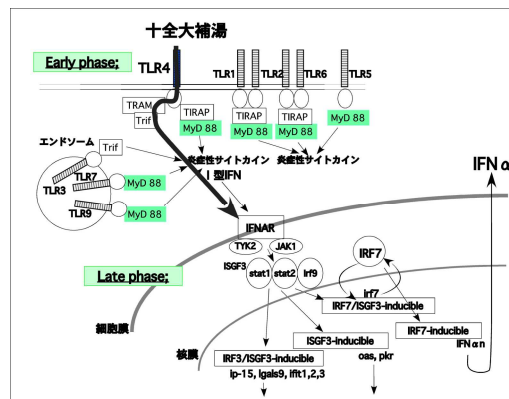 十全大補湯
Early phase;
TLR4
TLR1
TLR2
TLR6
TLR5
TRAM
Trif
TIRAP
MyD 88
TIRAP
MyD 88
TIRAP
MyD 88
MyD 88
エンドソーム
Trif
TLR3
TLR7
TLR9
MyD 88
MyD 88
炎症性サイトカイン
I 型IFN
炎症性サイトカイン
IFN α
IFNAR
TYK2
JAK1
Late phase;
ISGF3
stat1
stat2
Irf9
IRF7
irf7
IRF7/ISGF3-inducible
細胞膜
核膜
ISGF3-inducible
oas, pkr
IRF7-inducible
IFN αn
IRF3/ISGF3-inducible
ip-15, lgals9, ifit1,2,3